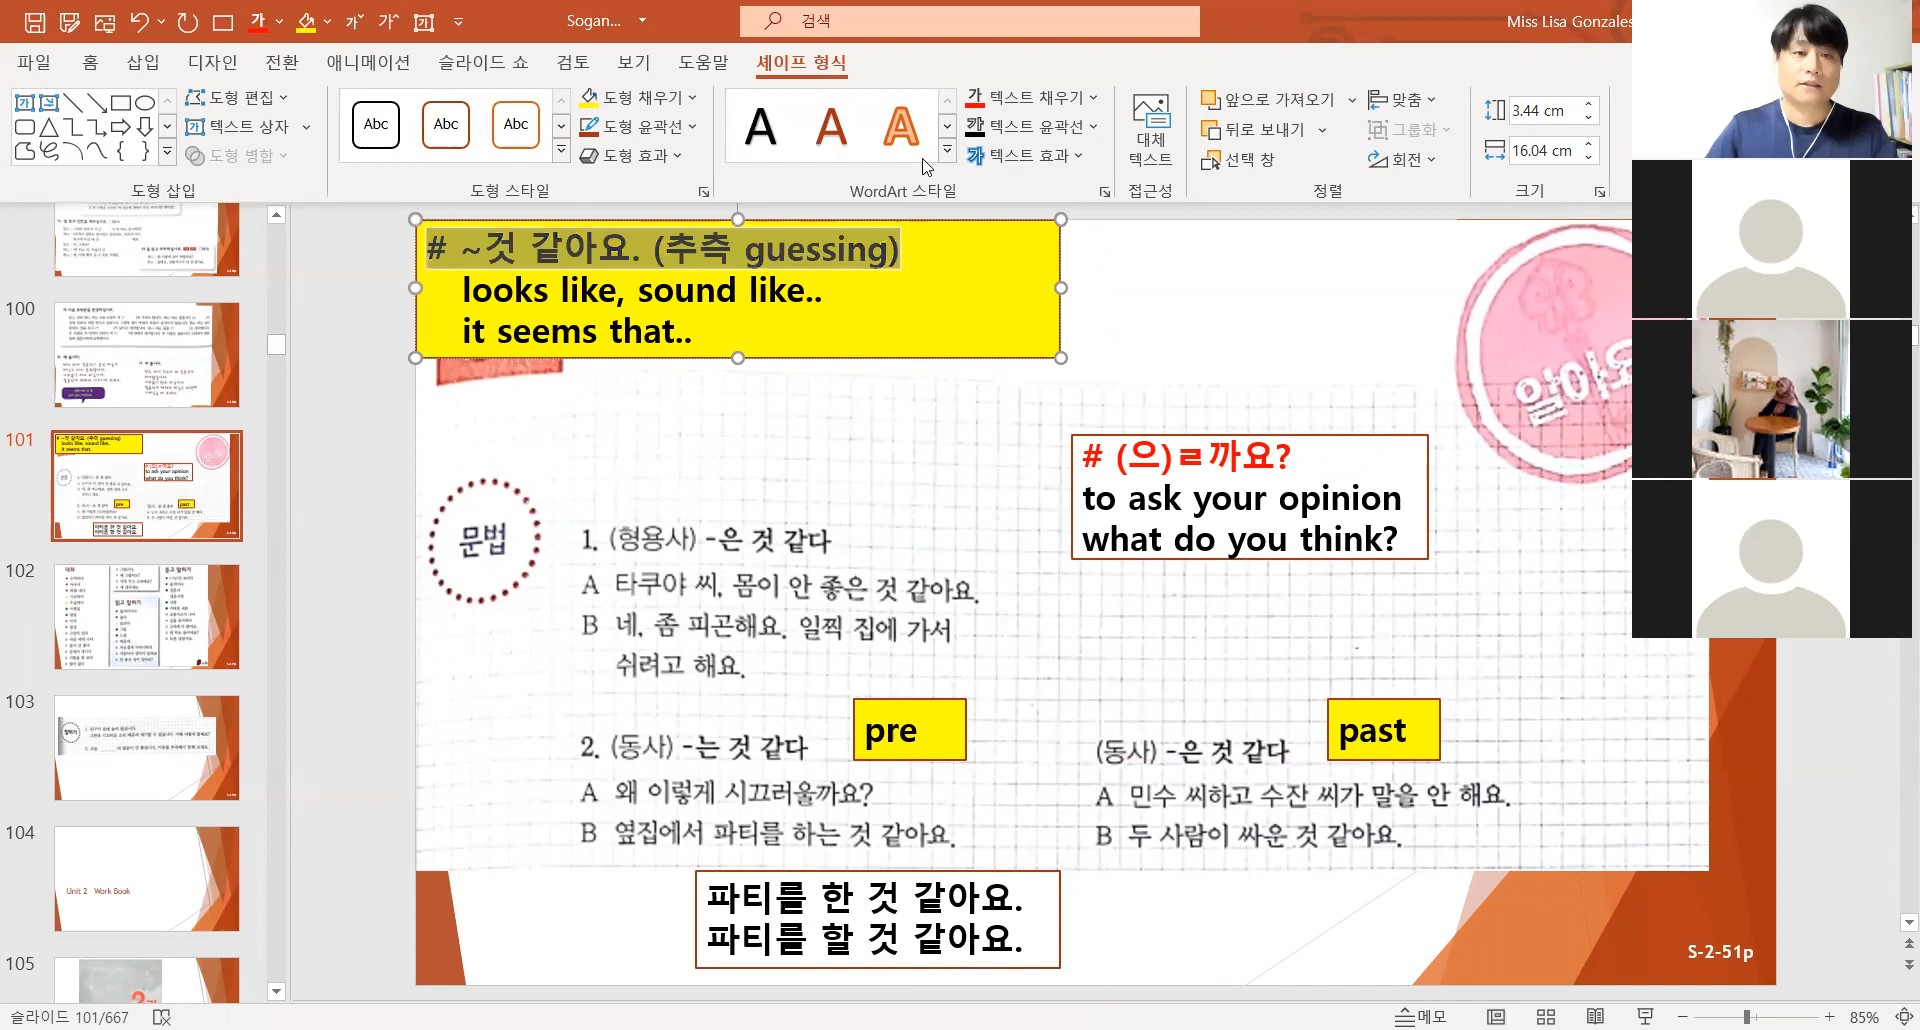 가
Sogan...
검색
Miss Lisa Gonzales
파일 홈 삽입 디자인 전환 애니메이션 슬라이드 쇼 검토 보기 도움말 셰이프 형식
도형 편집
텍스트 상자
도형 병합
도형 삽입
Abc Abc Abc
도형 채우기
도형 윤곽선
도형 효과
도형 스타일
A A A
텍스트 채우기
텍스트 윤곽선
텍스트 효과
WordArt 스타일
대체
텍스트
접근성
앞으로 가져오기
뒤로 보내기
선택 창
맞춤
그룹화
회전
정렬
3.44 cm
16.04 cm
크기
100
101
102
103
104
Unit 2 Work Book
105
# ~것 같아요. (추측 guessing)
looks like, sound like..
it seems that..
알아요
# (으)ㄹ까요?
to ask your opinion
what do you think?
문법
1. (형용사) -은 것 같다
A 타쿠야 씨, 몸이 안 좋은 것 같아요.
B 네, 좀 피곤해요. 일찍 집에 가서
쉬려고 해요.
2. (동사) -는 것 같다
pre
A 왜 이렇게 시끄러울까요?
B 옆집에서 파티를 하는 것 같아요.
(동사) -은 것 같다
past
A 민수 씨하고 수잔 씨가 말을 안 해요.
B 두 사람이 싸운 것 같아요.
파티를 한 것 같아요.
파티를 할 것 같아요.
S-2-51p
슬라이드 101/667
메모
85%